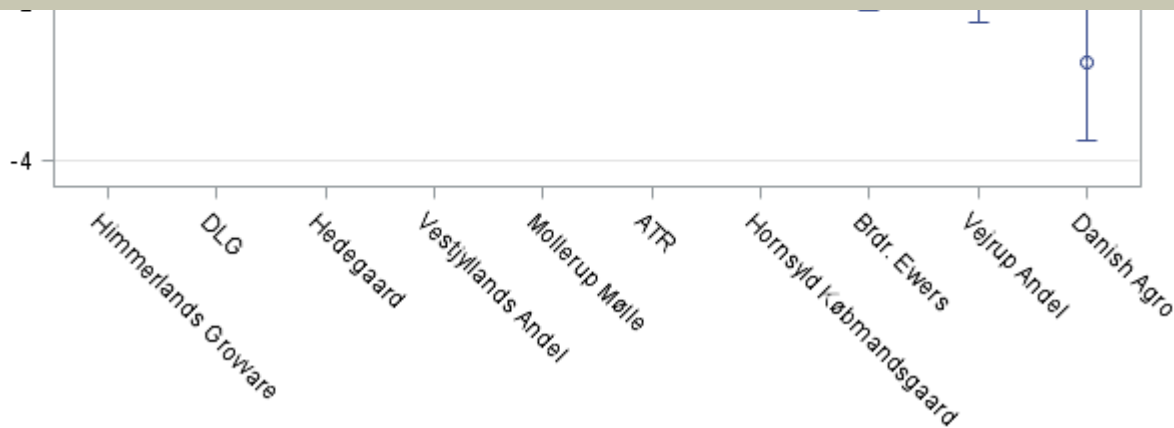 -4
Himmerlands Grovvare
DLG
Hedegaard
Vestjyllands Andel
Mollerup Mølle
ATR
Hornsyld Købmandsgaard
Brdr. Ewers
Vejrup Andel
Danish Agro